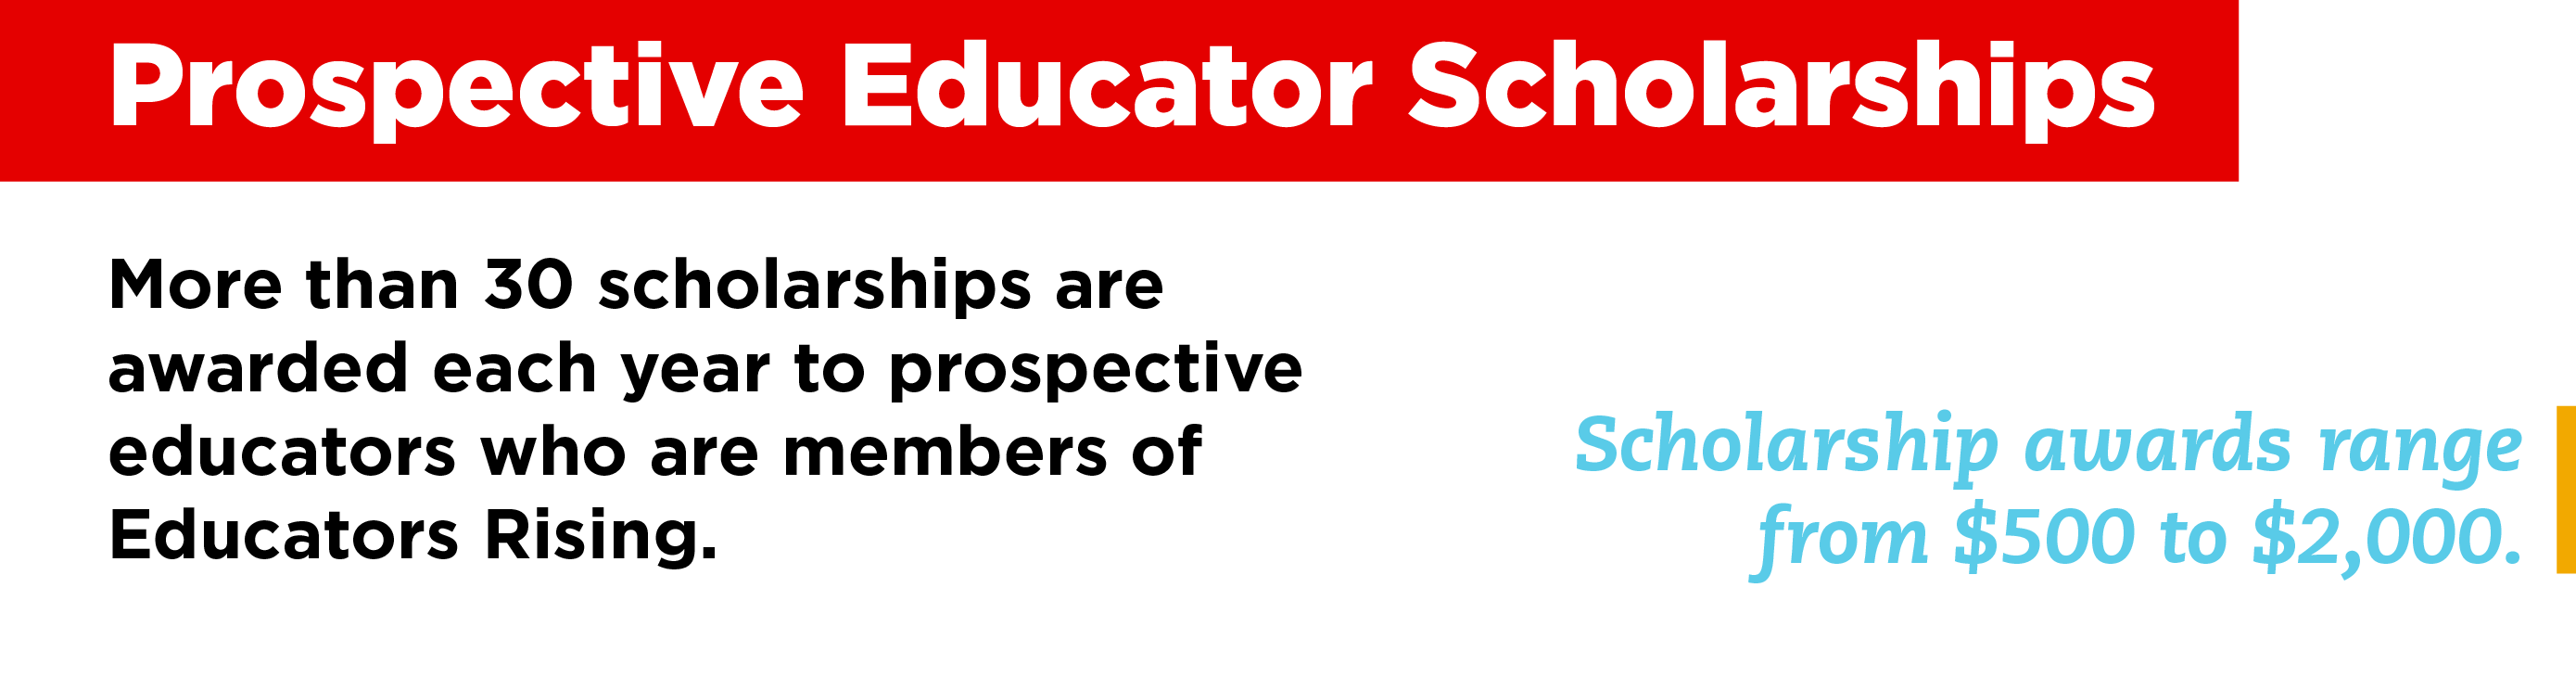 Prospective Educator Scholarships
More than 30 scholarships are
awarded each year to prospective
educators who are members of
Educators Rising.
Scholarship awards range
from $500 to $2,000.